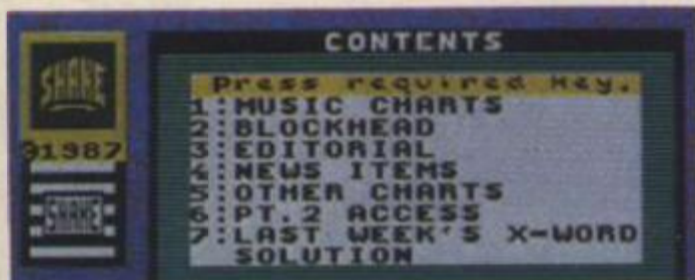 CONTENTS
SHAKE
Press required key.
1:MUSIC CHARTS
2:BLOCKHEAD
©1987
3:EDITORIAL
4:NEWS ITEMS
5:OTHER CHARTS
SHAKE
6:PT.2 ACCESS
7:LAST WEEK'S X-WORD
SOLUTION